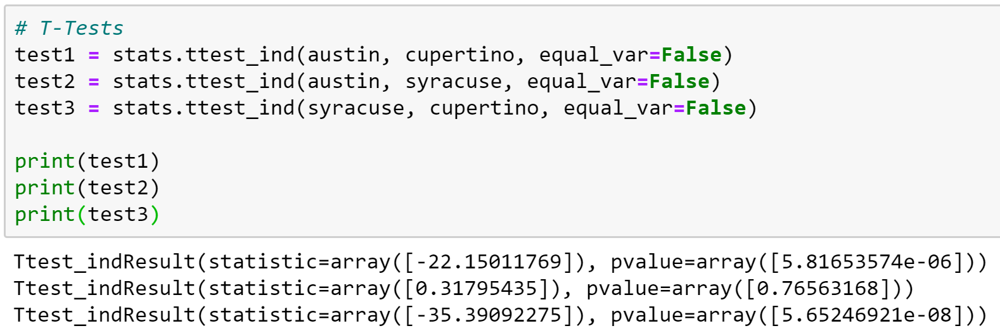 # T-Tests
test1 = stats.ttest_ind(austin, cupertino, equal_var=False)
test2 = stats.ttest_ind(austin, syracuse, equal_var=False)
test3 = stats.ttest_ind(syracuse, cupertino, equal_var=False)
print(test1)
print(test2)
print(test3)
Ttest_indResult(statistic=array([-22.15011769]), pvalue=array([5.81653574e-06]))
Ttest_indResult(statistic=array([0.31795435]), pvalue=array([0.76563168]))
Ttest_indResult(statistic=array([-35.39092275]), pvalue=array([5.65246921e-08]))